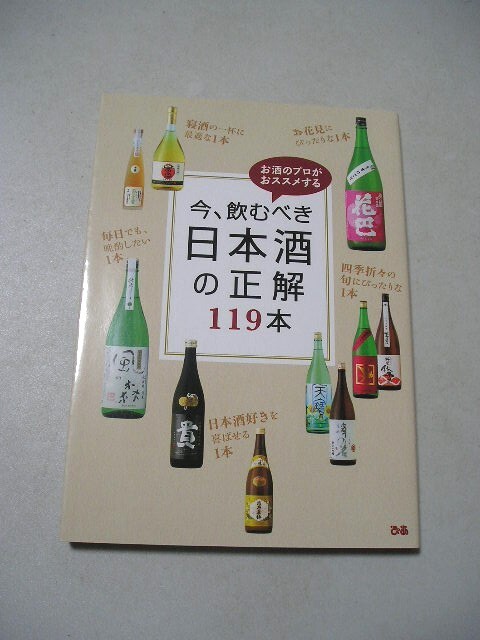 寝酒の一杯に
最適な1本
お花見に
ぴったりな1本
お酒のプロが
おススメする
今、飲むべき
日本酒
の正解
119本
毎日でも、
晩酌したい
1本
四季折々の
旬にぴったりな
1本
花巴
風の森
貴
日本酒好きを
喜ばせる
1本
ぴあ